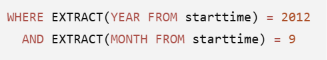 WHERE EXTRACT(YEAR FROM starttime) = 2012
AND EXTRACT(MONTH FROM starttime) = 9